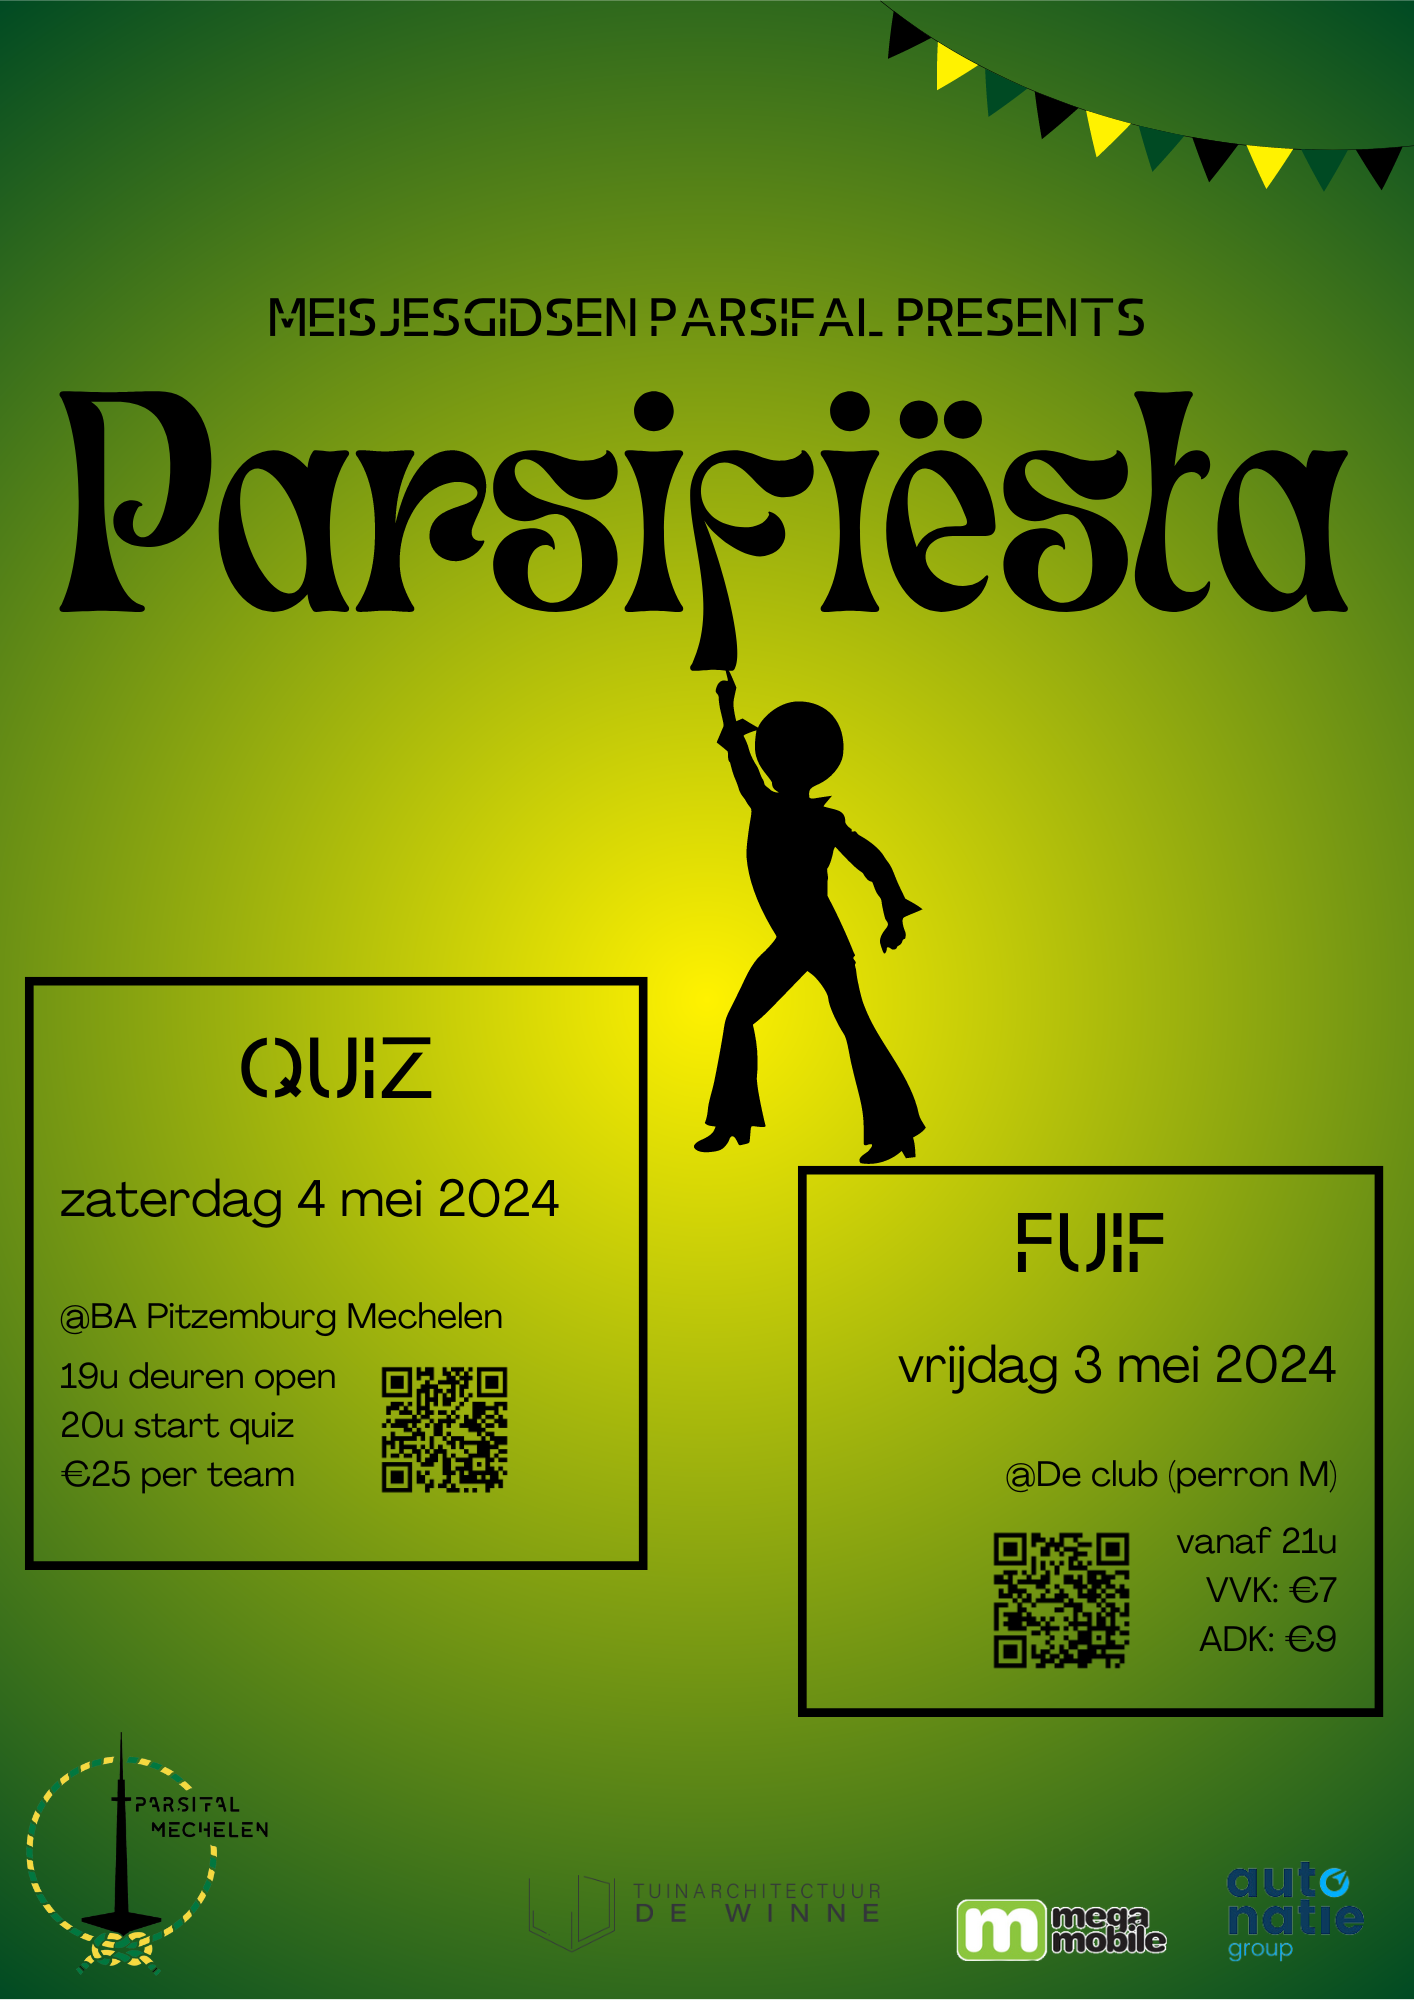 MEISJESGIDSEN PARSIFAL PRESENTS
Parsifiësta
QUIZ
zaterdag 4 mei 2024
@BA Pitzemburg Mechelen
19u deuren open
20u start quiz
€25 per team
FUIF
vrijdag 3 mei 2024
@De club (perron M)
vanaf 21u
VVK: €7
ADK: €9
PARSIFAL
MECHELEN
TUINARCHITECTUUR
DE WINNE
m mega
mobile
auto
natie
group